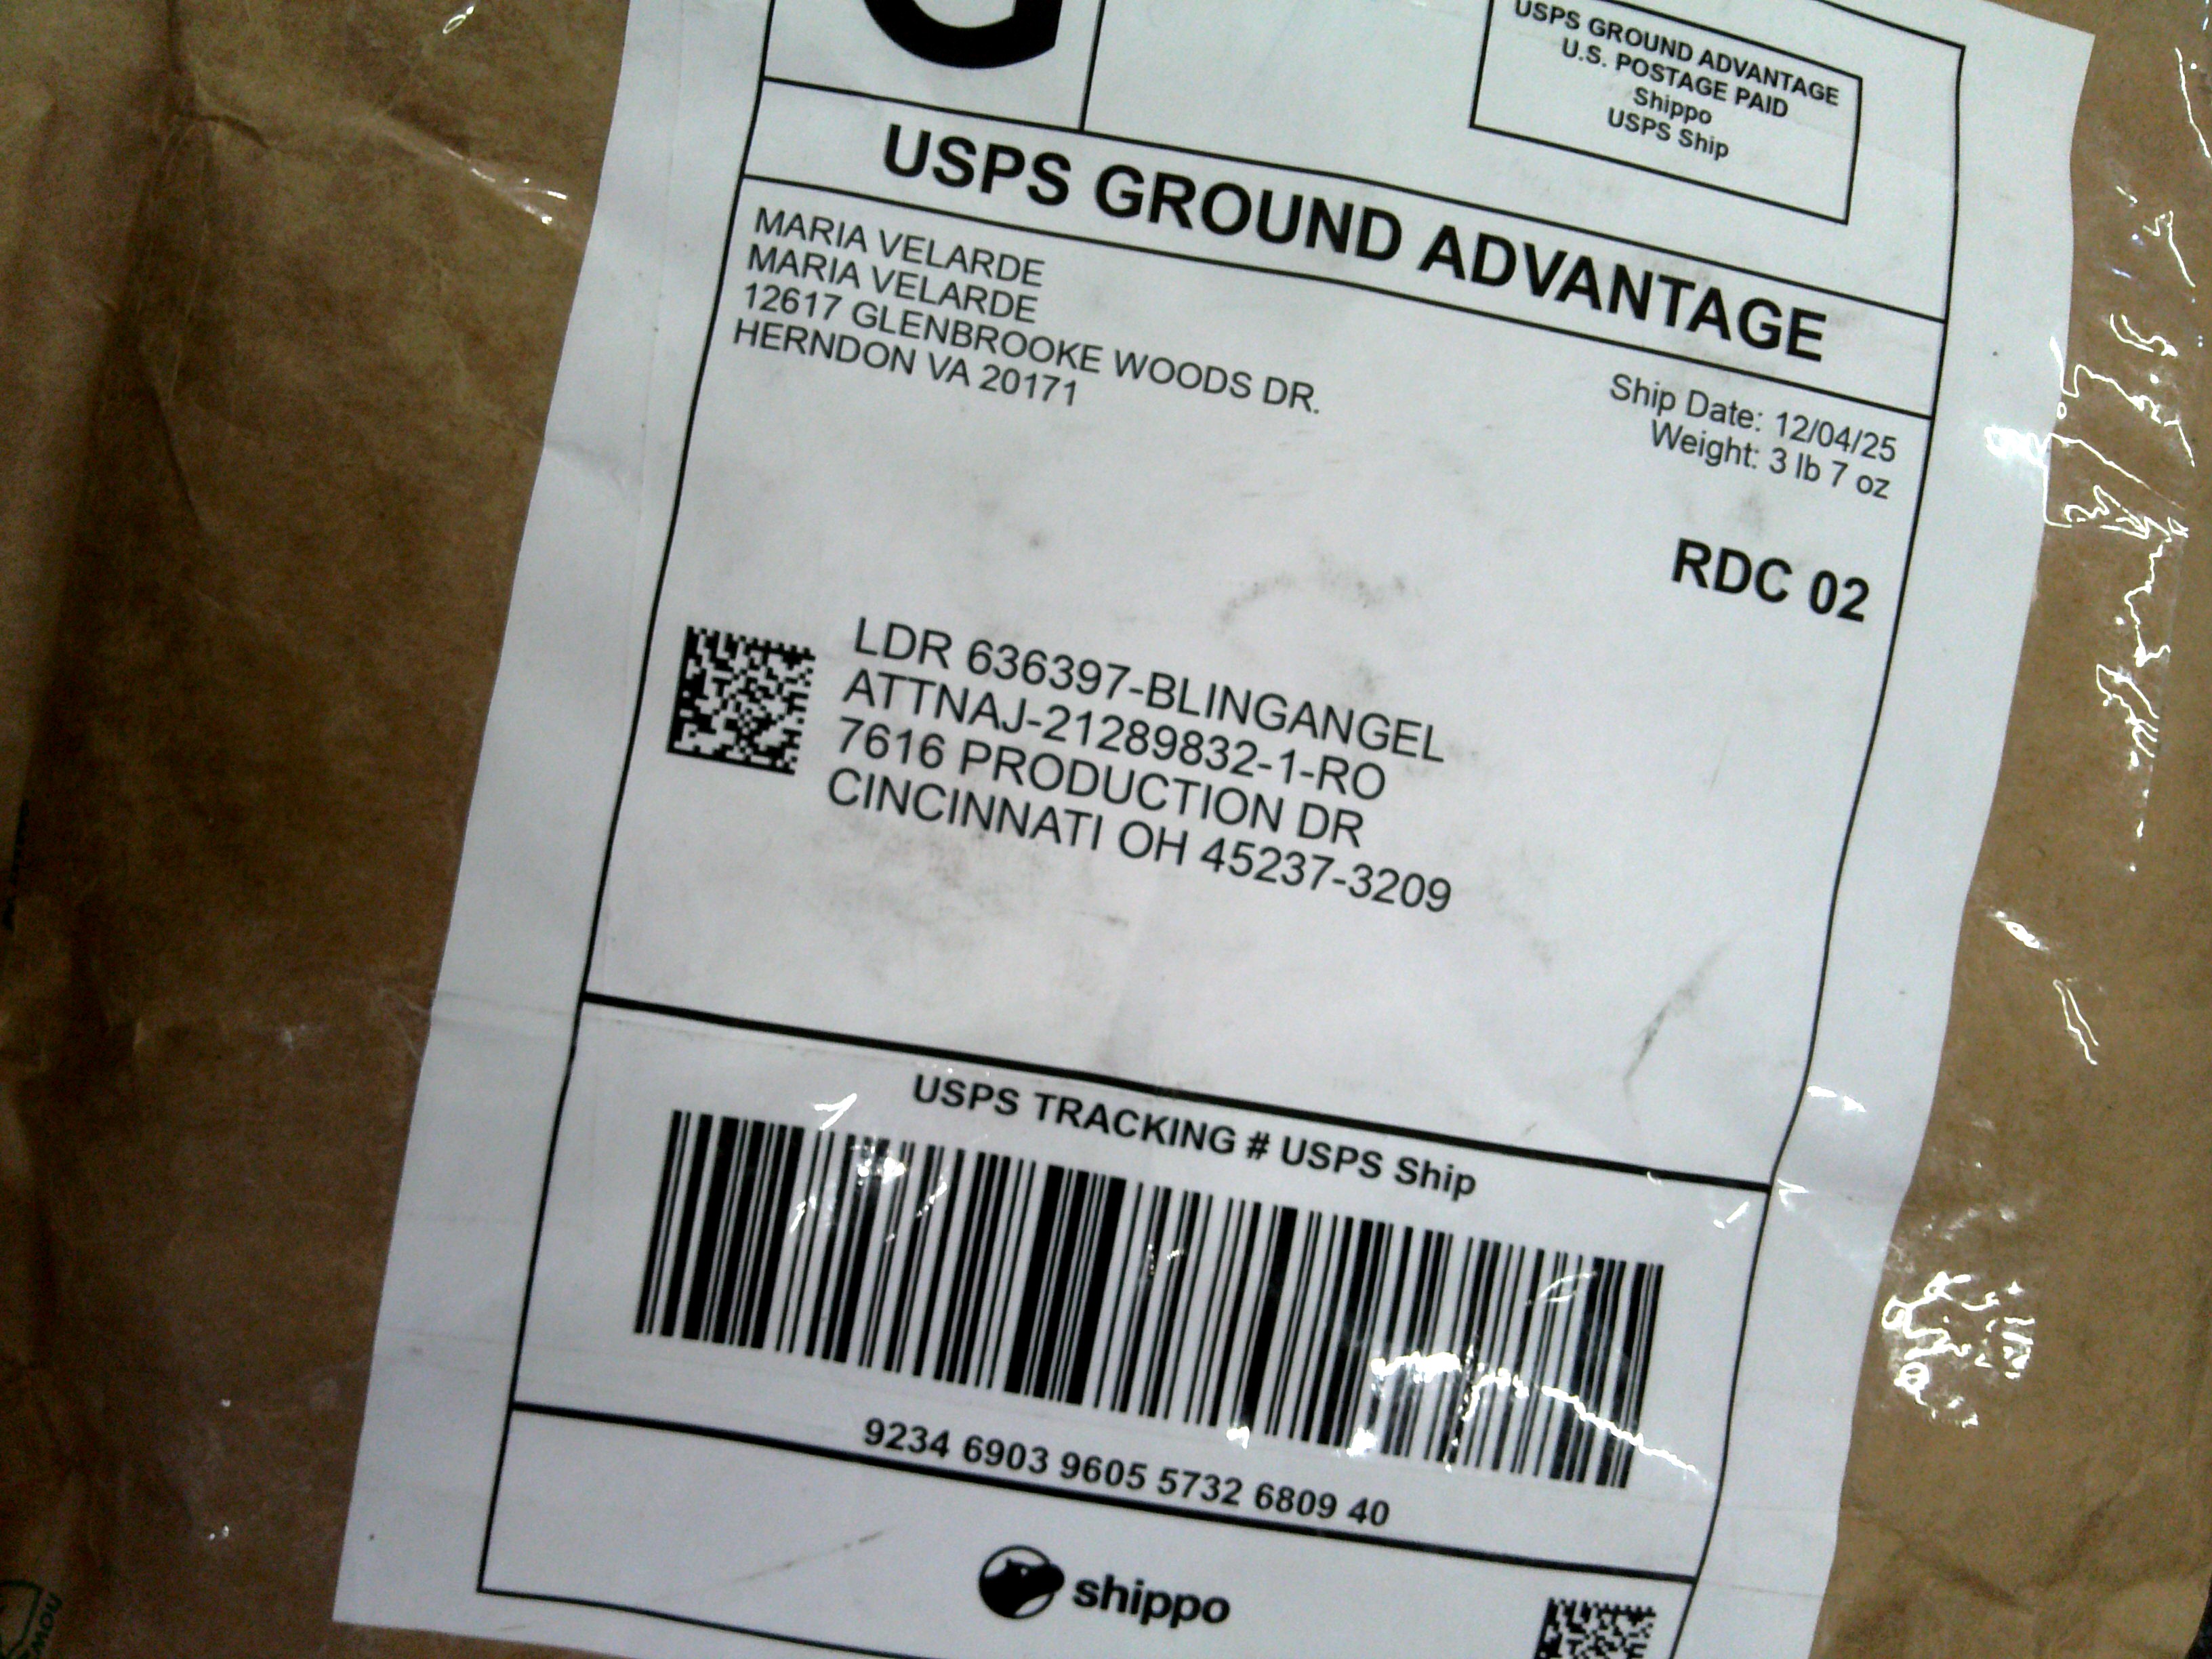 G
USPS GROUND ADVANTAGE
U.S. POSTAGE PAID
Shippo
USPS Ship
USPS GROUND ADVANTAGE
MARIA VELARDE
MARIA VELARDE
12617 GLENBROOKE WOODS DR.
HERNDON VA 20171
Ship Date: 12/04/25
Weight: 3 lb 7 oz
RDC 02
LDR 636397-BLINGANGEL
ATTNAJ-21289832-1-RO
7616 PRODUCTION DR
CINCINNATI OH 45237-3209
USPS TRACKING # USPS Ship
9234 6903 9605 5732 6809 40
shippo